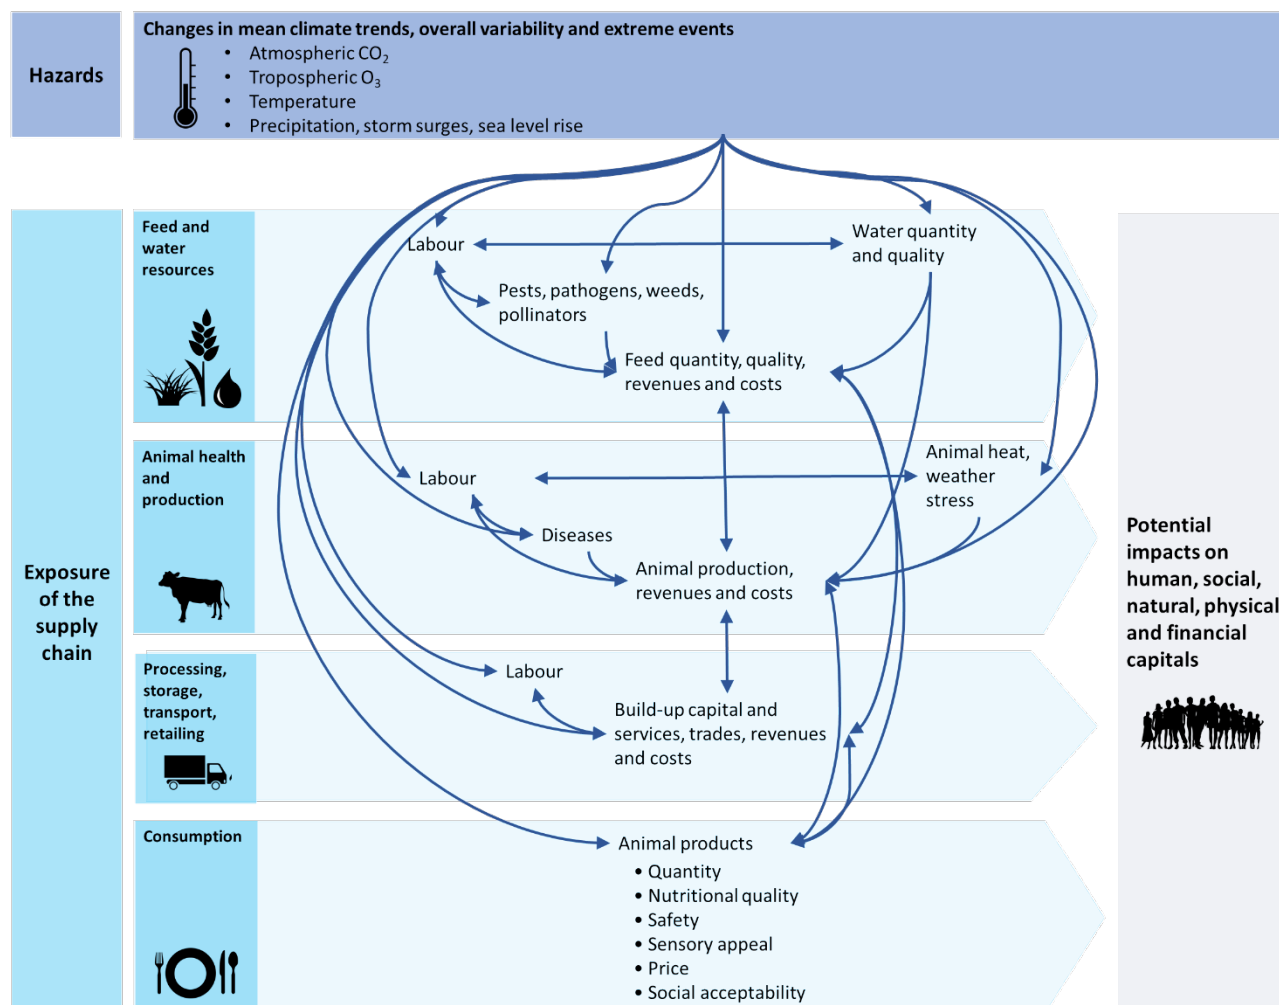 Hazards
Changes in mean climate trends, overall variability and extreme events
• Atmospheric CO₂
• Tropospheric O₃
• Temperature
• Precipitation, storm surges, sea level rise
Exposure
of the
supply
chain
Feed and
water
resources
Labour
Water quantity
and quality
Pests, pathogens, weeds,
pollinators
Feed quantity, quality,
revenues and costs
Animal health
and
production
Labour
Animal heat,
weather
stress
Diseases
Animal production,
revenues and costs
Processing,
storage,
transport,
retailing
Labour
Build-up capital and
services, trades, revenues
and costs
Consumption
Animal products
• Quantity
• Nutritional quality
• Safety
• Sensory appeal
• Price
• Social acceptability
Potential
impacts on
human, social,
natural, physical
and financial
capitals